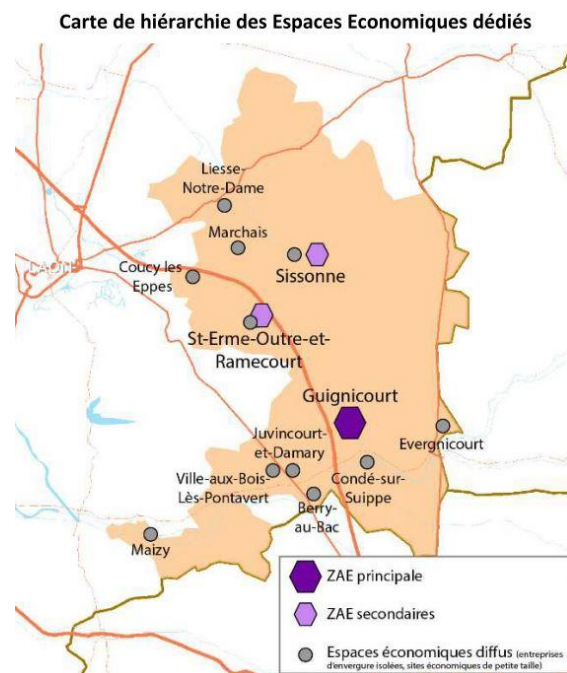 Carte de hiérarchie des Espaces Economiques dédiés
Liesse-
Notre-Dame
Marchais
LAON
Coucy les
Eppes
Sissonne
St-Erme-Outre-et-
Ramecourt
Guignicourt
Juvincourt-
et-Damary
Evergnicourt
Ville-aux-Bois-
Lès-Pontavert
Condé-sur-
Suippe
Berry-
au-Bac
Maizy
ZAE principale
ZAE secondaires
Espaces économiques diffus (entreprises
d'envergure isolées, sites économiques de petite taille)